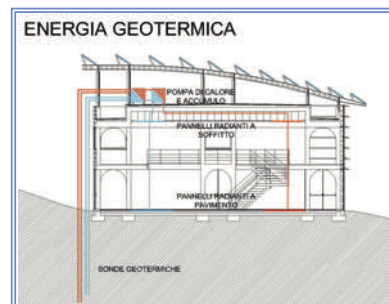 ENERGIA GEOTERMICA
POMPA DI CALORE
E ACCUMULO
PANNELLI RADIANTI A
SOFFITTO
PANNELLI RADIANTI A
PAVIMENTO
SONDE GEOTERMICHE